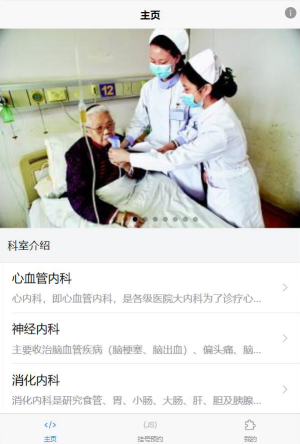 主页
12
科室介绍
心血管内科
心内科，即心血管内科，是各级医院大内科为了诊疗心...
神经内科
主要收治脑血管疾病（脑梗塞、脑出血）、偏头痛、脑...
消化内科
消化内科是研究食管、胃、小肠、大肠、肝、胆及胰腺...
</> (JS)
主页 挂号预约 我的